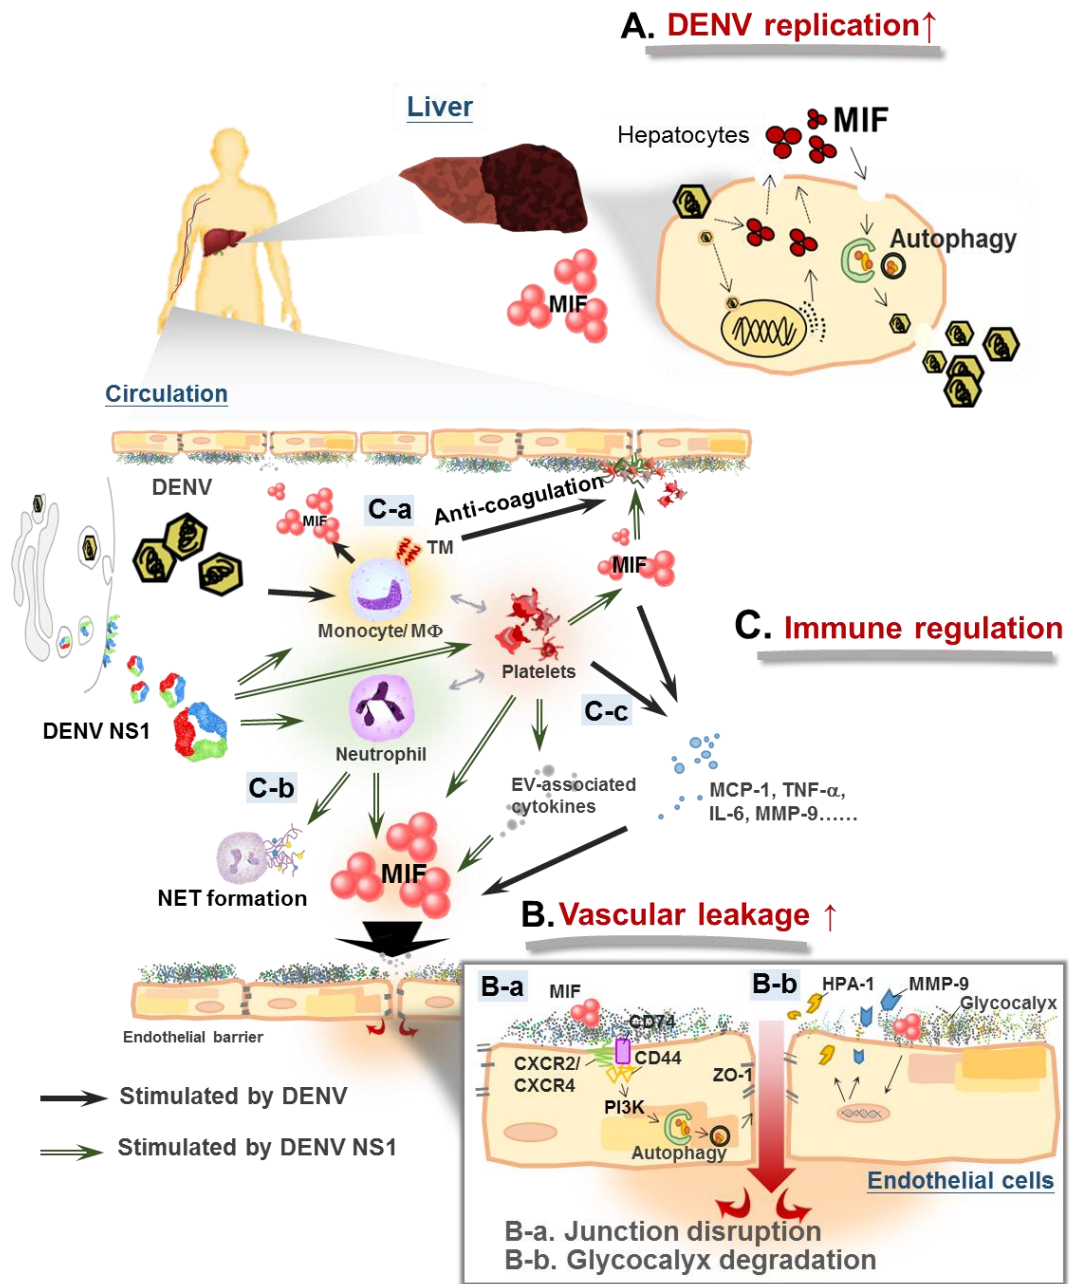 A. DENV replication↑
Liver
Hepatocytes
MIF
Autophagy
MIF
Circulation
DENV
MIF
C-a
Anti-coagulation
TM
MIF
Monocyte/ MΦ
Platelets
C. Immune regulation
DENV NS1
Neutrophil
C-c
C-b
EV-associated
cytokines
MCP-1, TNF-α,
IL-6, MMP-9……
MIF
NET formation
B. Vascular leakage ↑
Endothelial barrier
B-a
MIF
CD74
CXCR2/
CXCR4
CD44
PI3K
Autophagy
ZO-1
B-b
HPA-1
MMP-9
Glycocalyx
Endothelial cells
B-a. Junction disruption
B-b. Glycocalyx degradation
Stimulated by DENV
Stimulated by DENV NS1